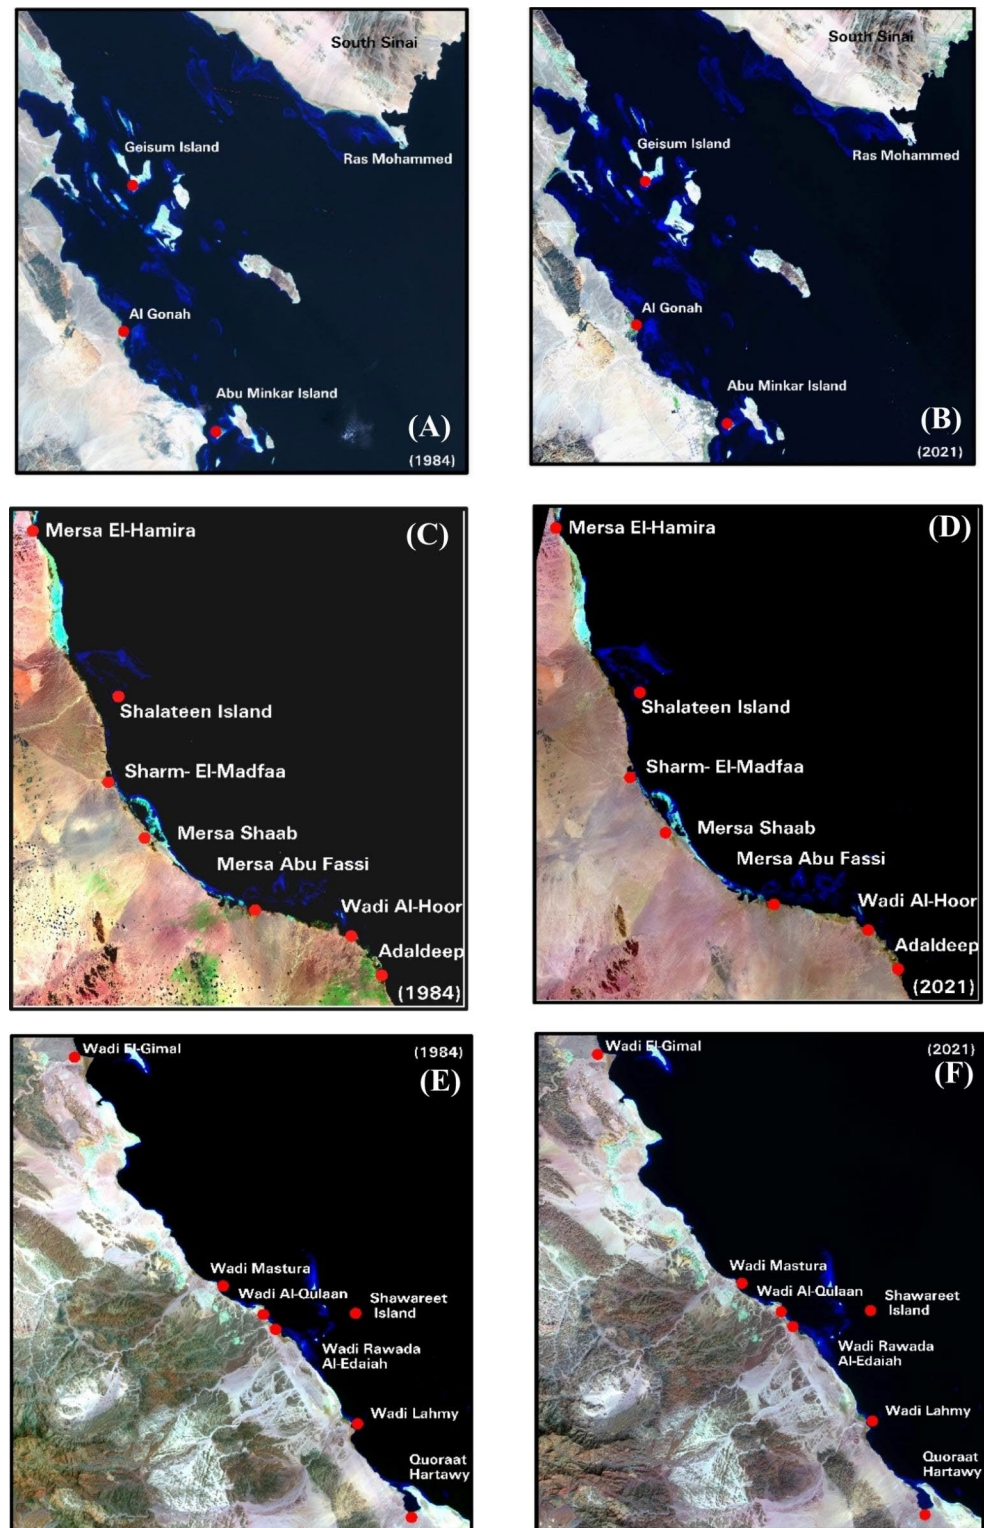 South Sinai
Geisum Island
Ras Mohammed
Al Gonah
Abu Minkar Island
(A)
(1984)
South Sinai
Geisum Island
Ras Mohammed
Al Gonah
Abu Minkar Island
(B)
(2021)
Mersa El-Hamira
(C)
Shalateen Island
Sharm- El-Madfaa
Mersa Shaab
Mersa Abu Fassi
Wadi Al-Hoor
Adaldeep
(1984)
Mersa El-Hamira
(D)
Shalateen Island
Sharm- El-Madfaa
Mersa Shaab
Mersa Abu Fassi
Wadi Al-Hoor
Adaldeep
(2021)
Wadi El-Gimal
(1984)
(E)
Wadi Mastura
Wadi Al-Qulaan
Shawareet
Island
Wadi Rawada
Al-Edaiah
Wadi Lahmy
Quoraat
Hartawy
Wadi El-Gimal
(2021)
(F)
Wadi Mastura
Wadi Al-Qulaan
Shawareet
Island
Wadi Rawada
Al-Edaiah
Wadi Lahmy
Quoraat
Hartawy